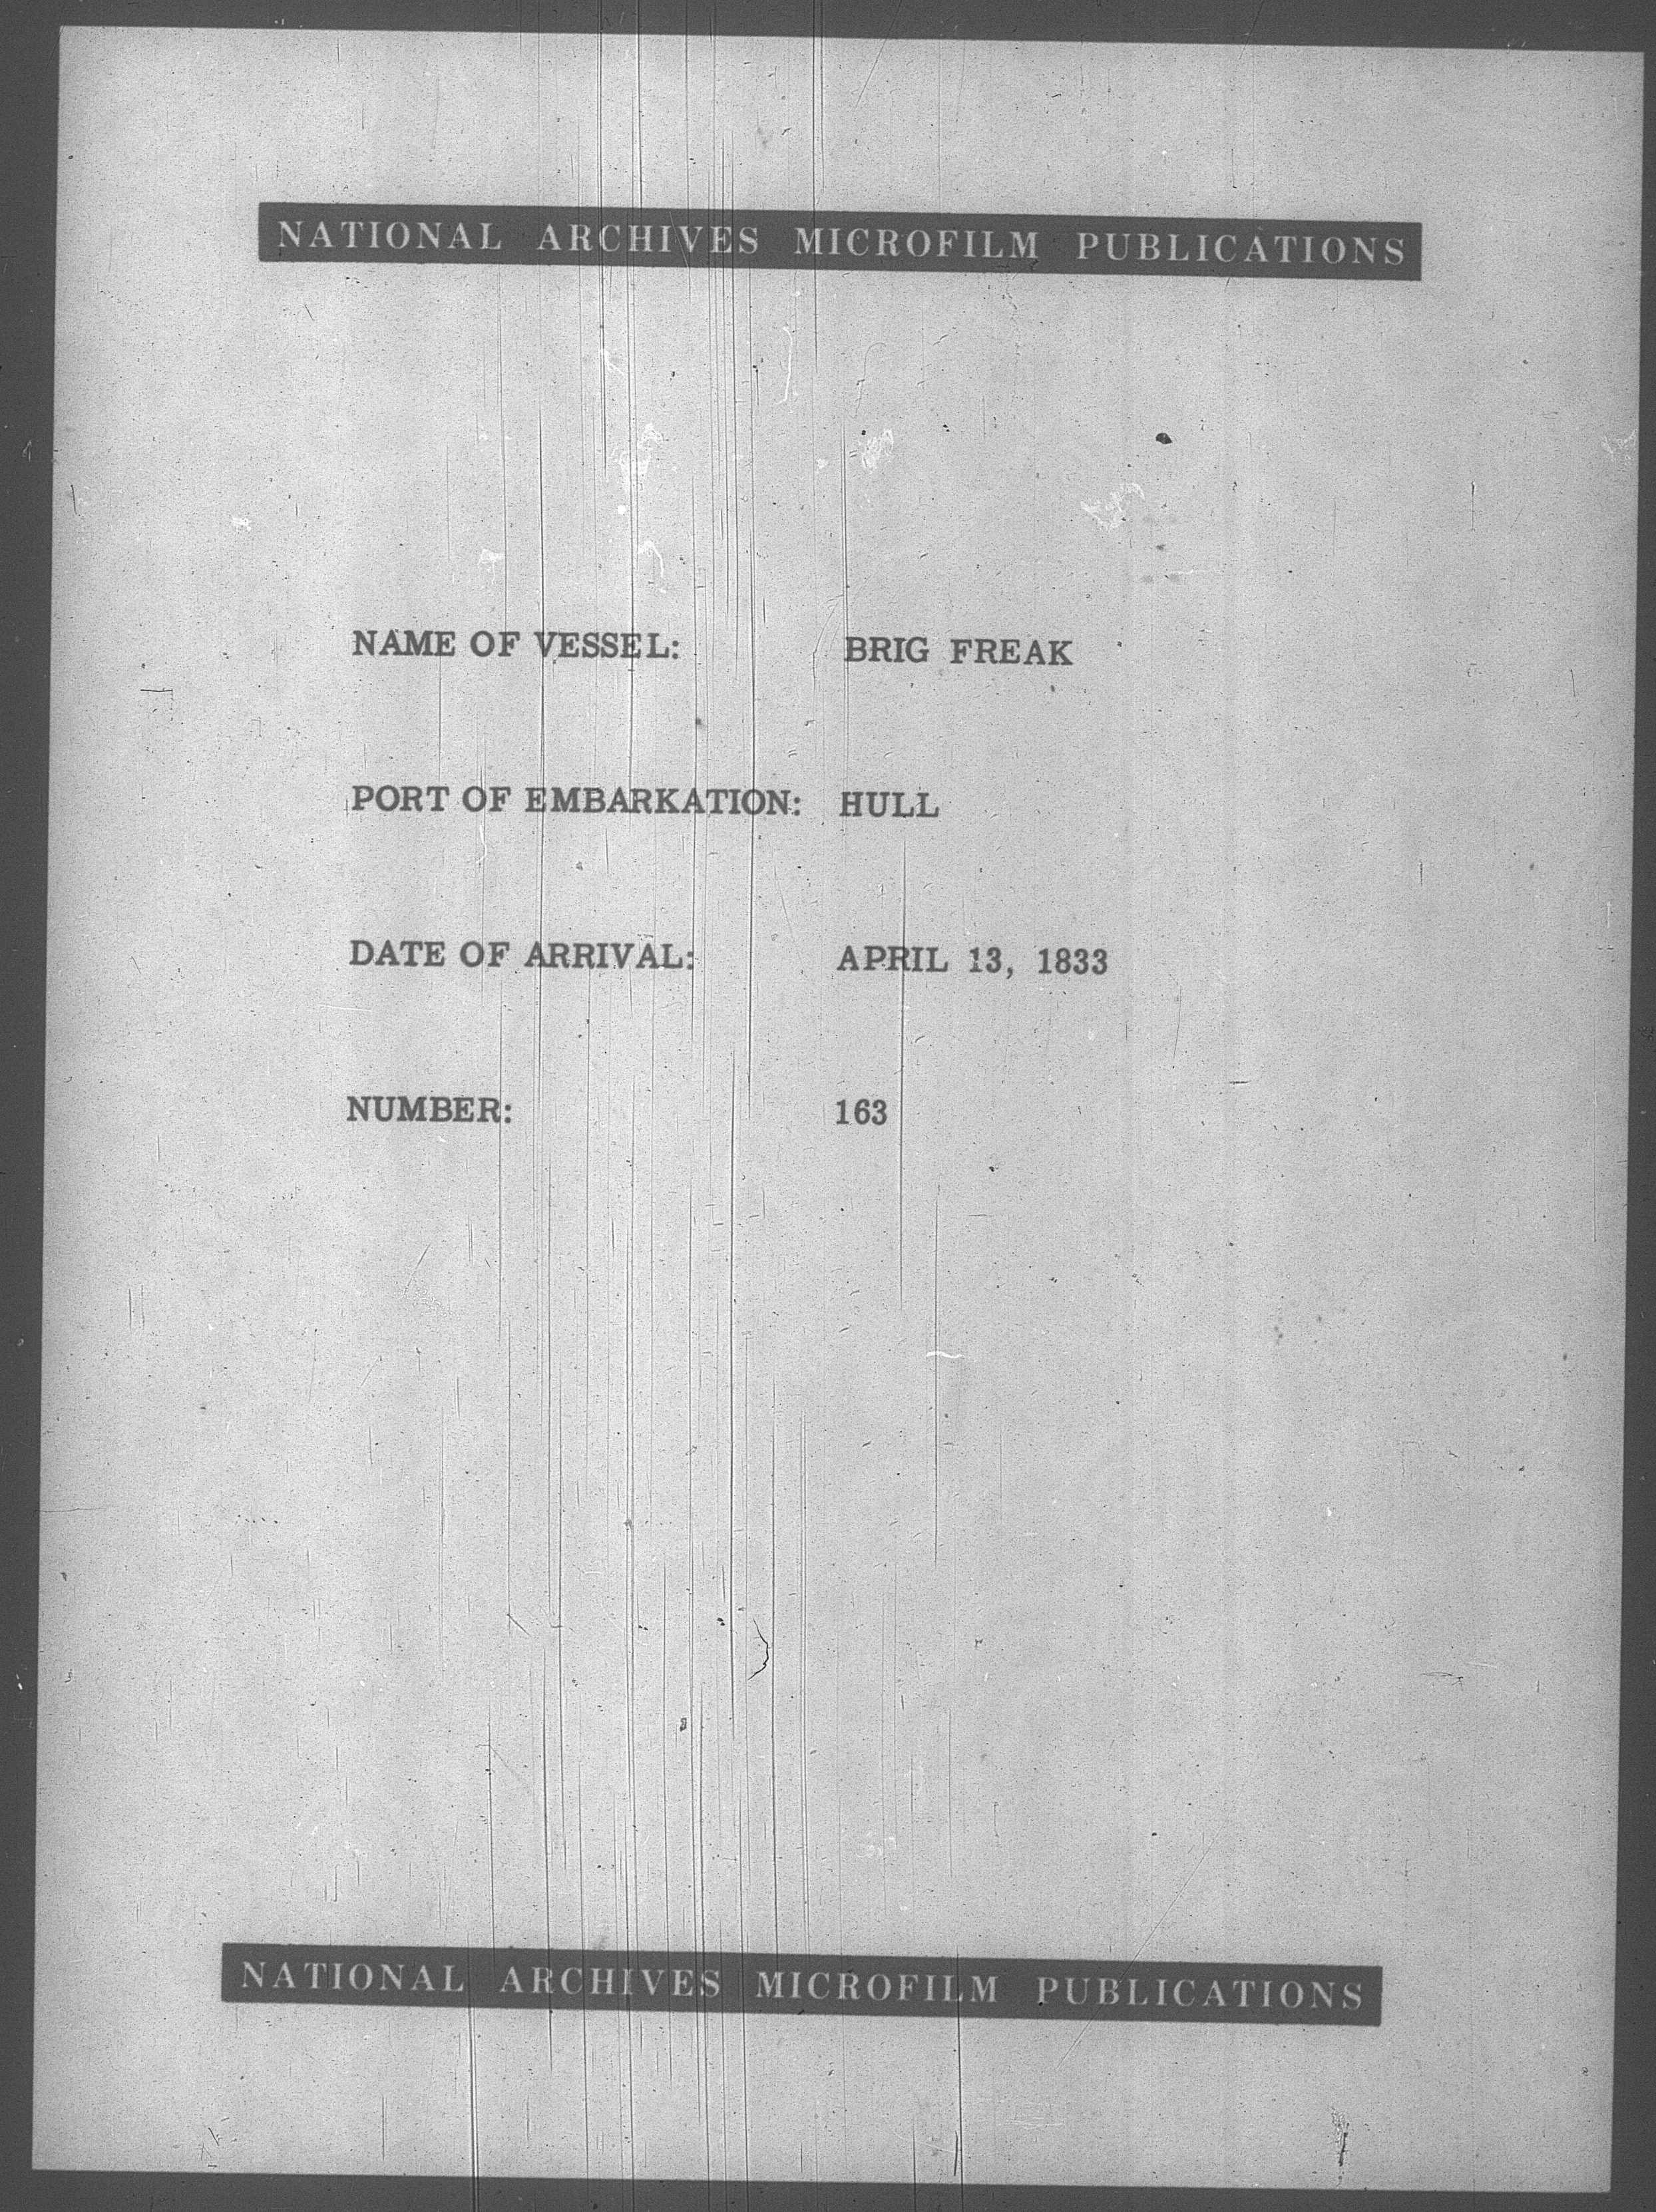 NATIONAL ARCHIVES MICROFILM PUBLICATIONS
NAME OF VESSEL: BRIG FREAK
PORT OF EMBARKATION: HULL
DATE OF ARRIVAL: APRIL 13, 1833
NUMBER: 163
NATIONAL ARCHIVES MICROFILM PUBLICATIONS